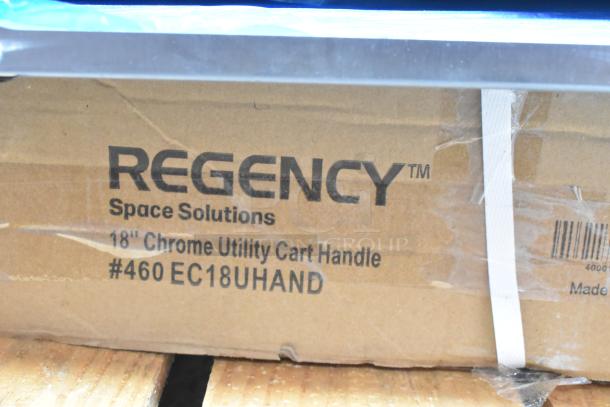 REGENCY™
Space Solutions
18" Chrome Utility Cart Handle
#460 EC18UHAND
Made